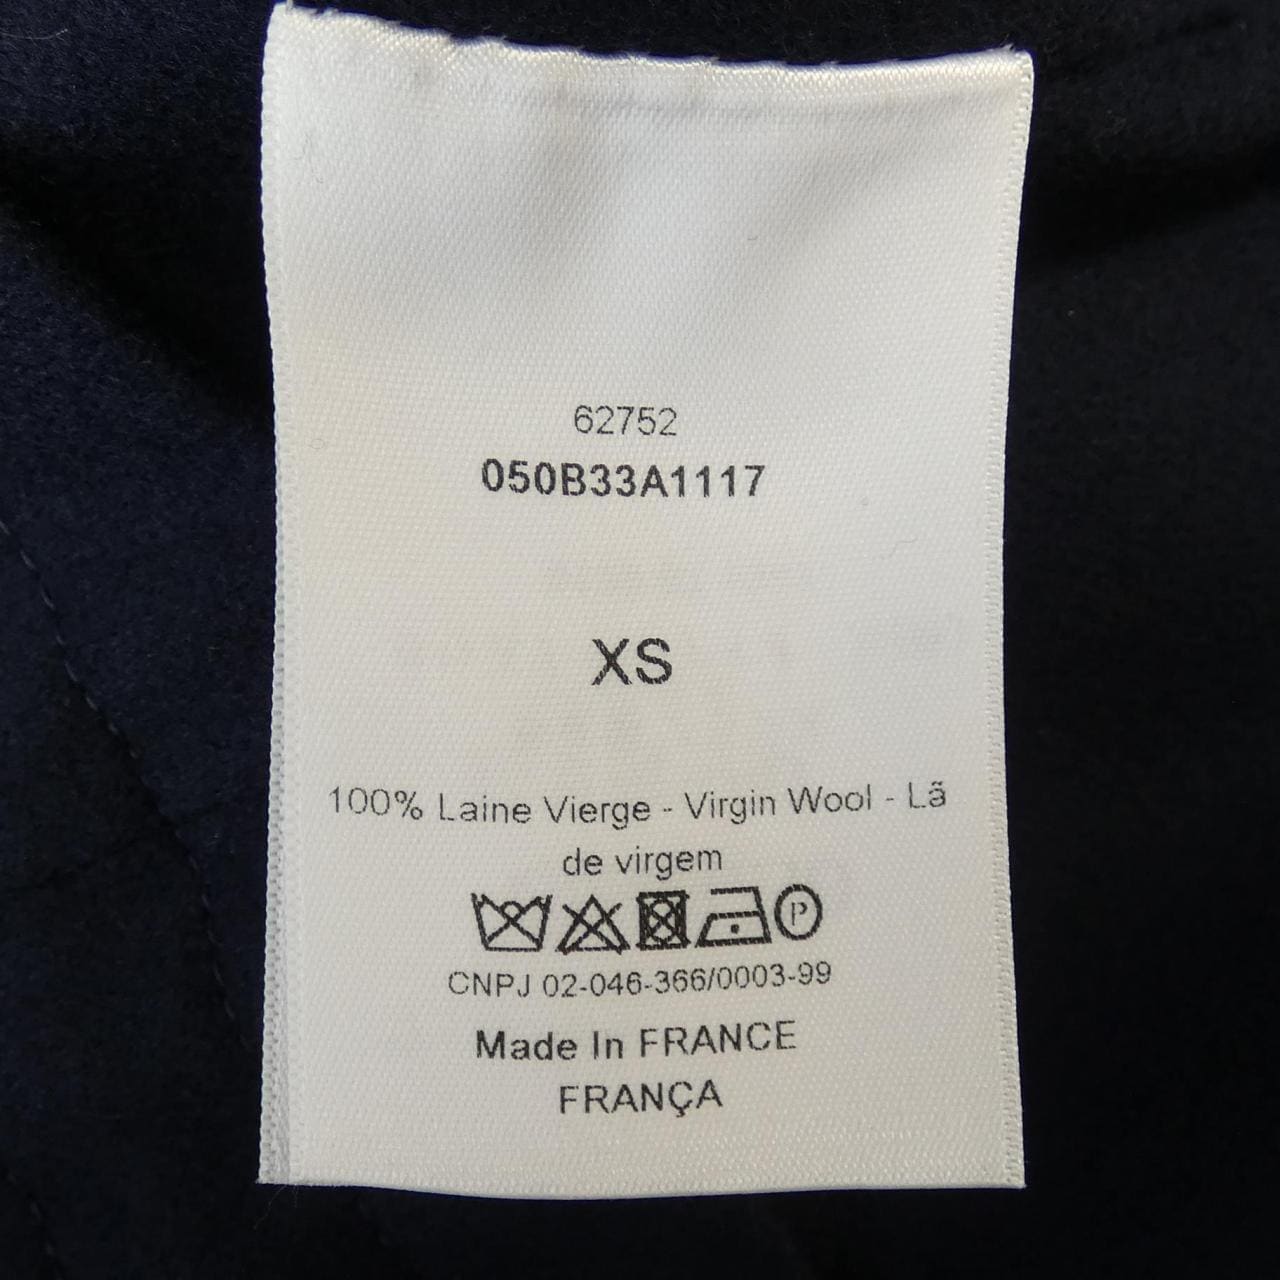 62752
050B33A1117
XS
100% Laine Vierge - Virgin Wool - Lã
de virgem
P
CNPJ 02-046-366/0003-99
Made In FRANCE
FRANÇA